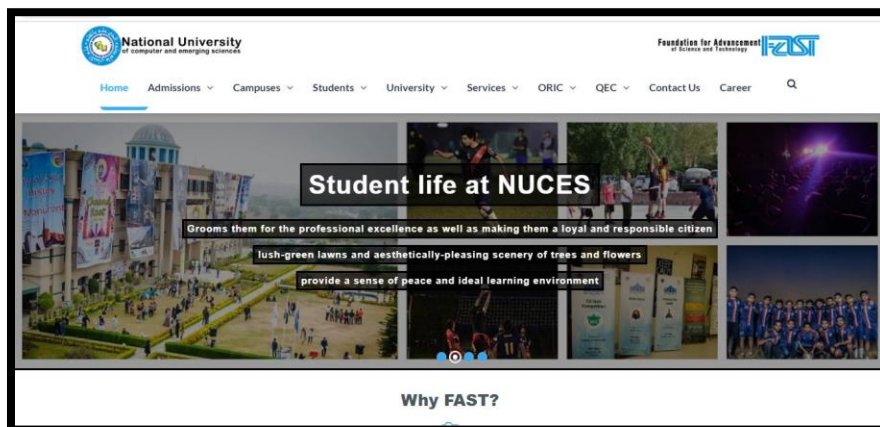 National University
of computer and emerging sciences
Foundation for Advancement
of Science and Technology
FAST
Home Admissions Campuses Students University Services ORIC QEC Contact Us Career
Student life at NUCES
Grooms them for the professional excellence as well as making them a loyal and responsible citizen
lush-green lawns and aesthetically-pleasing scenery of trees and flowers
provide a sense of peace and ideal learning environment
Why FAST?